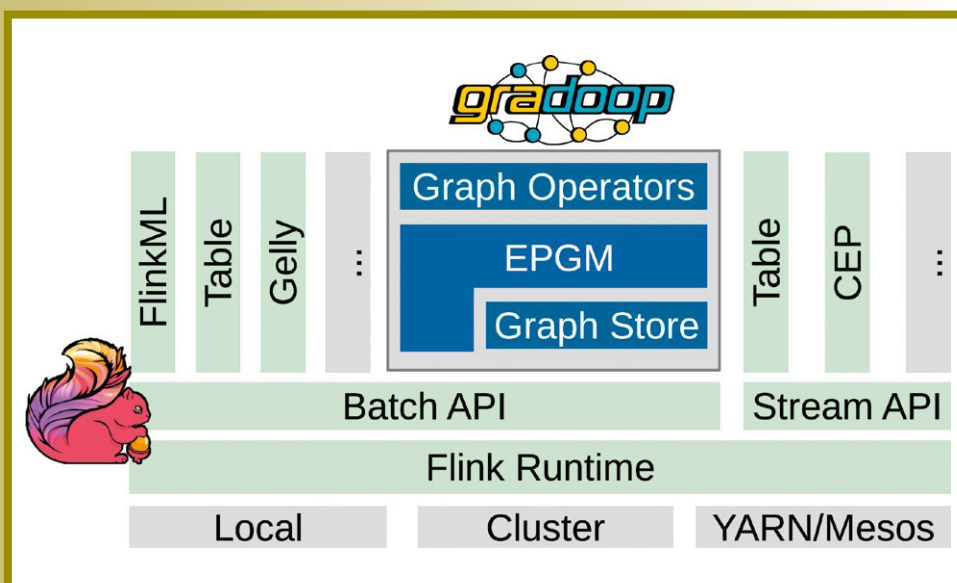 gradoop
FlinkML
Table
Gelly
...
Graph Operators
EPGM
Graph Store
Table
CEP
...
Batch API
Stream API
Flink Runtime
Local
Cluster
YARN/Mesos